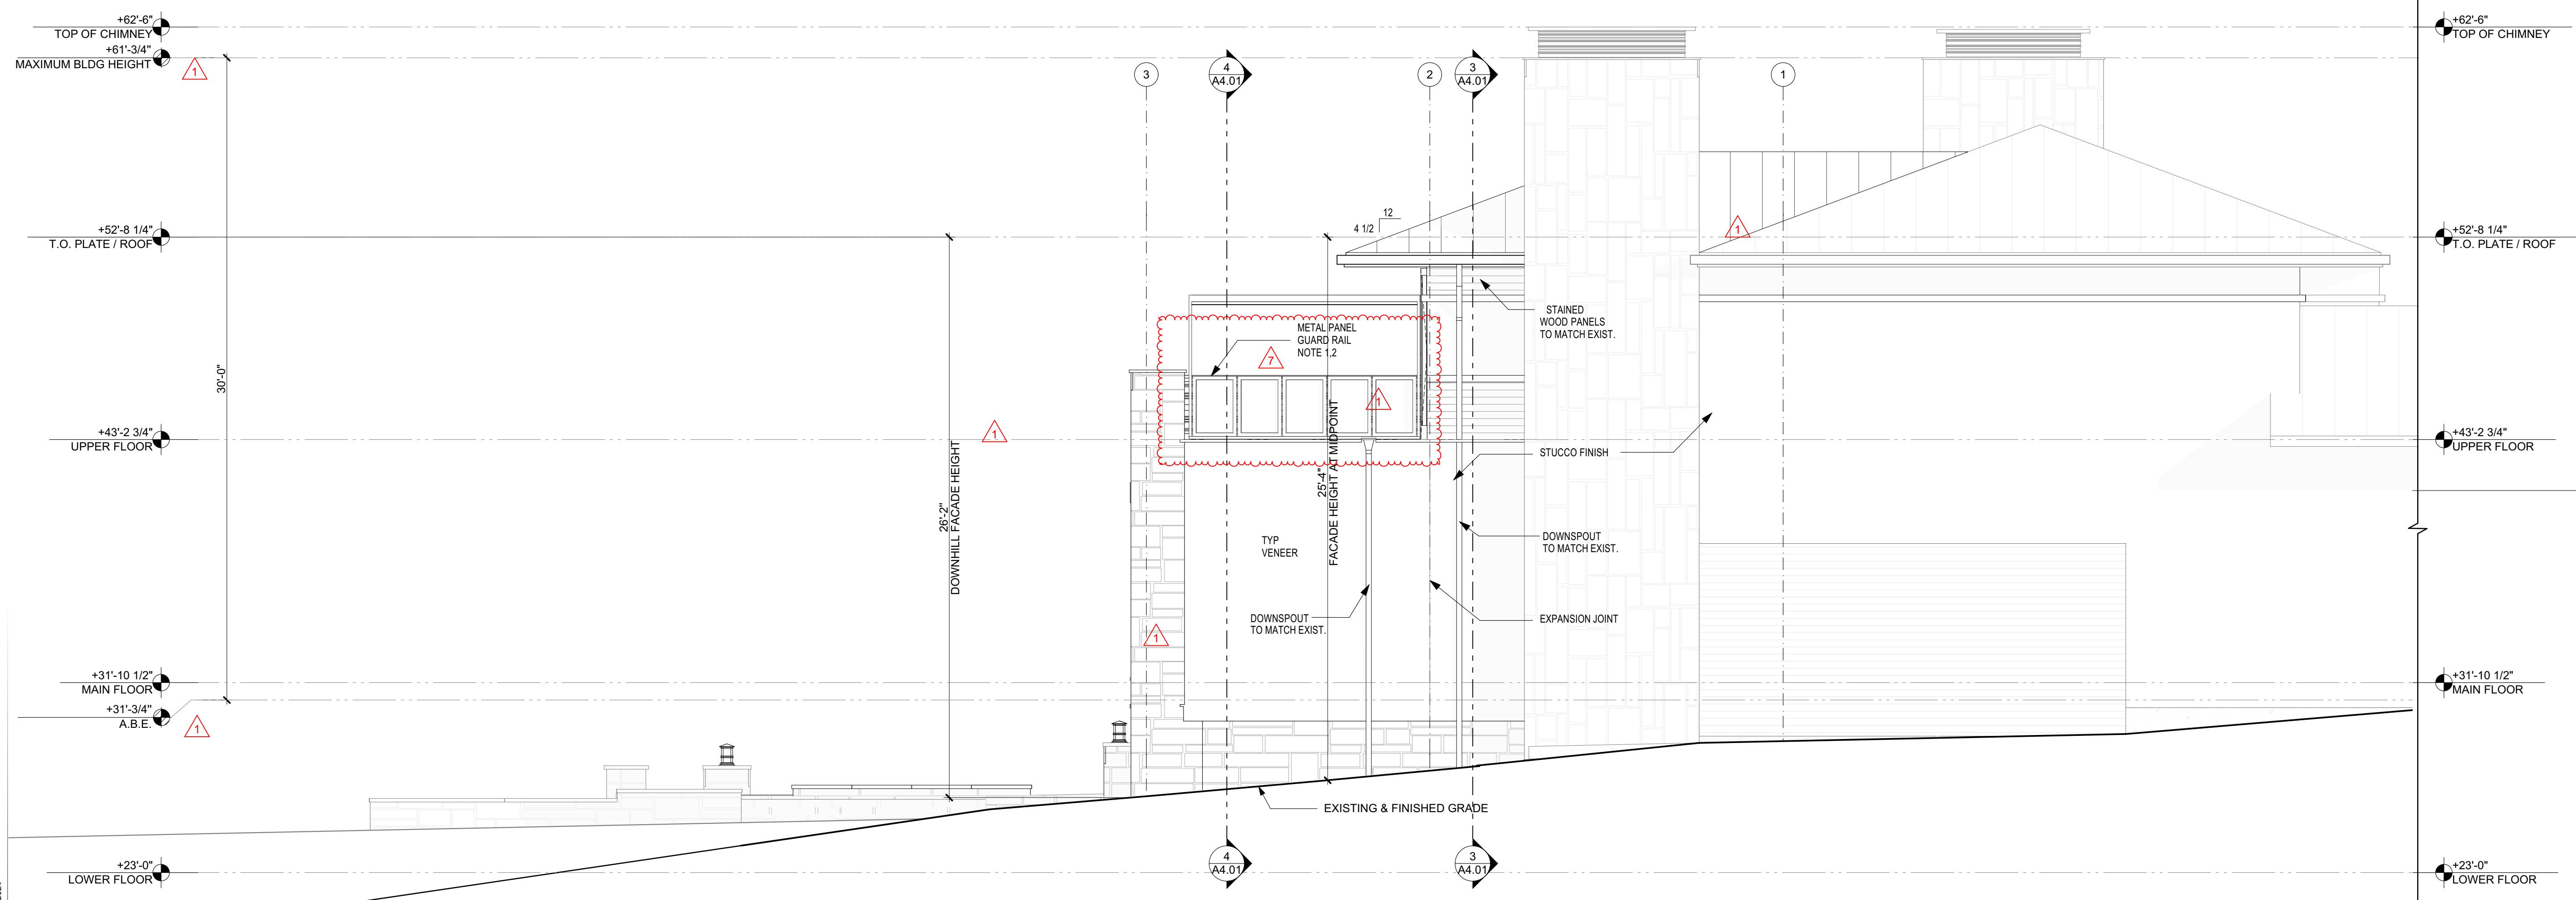 +62'-6"
TOP OF CHIMNEY
+61'-3/4"
MAXIMUM BLDG HEIGHT
1
+52'-8 1/4"
T.O. PLATE / ROOF
30'-0"
+43'-2 3/4"
UPPER FLOOR
+31'-10 1/2"
MAIN FLOOR
+31'-3/4"
A.B.E.
1
+23'-0"
LOWER FLOOR
26'-2"
DOWNHILL FACADE HEIGHT
1
3
4
A4.01
2
3
A4.01
1
12
4 1/2
1
METAL PANEL
GUARD RAIL
NOTE 1,2
7
1
STAINED
WOOD PANELS
TO MATCH EXIST.
25'-4"
FACADE HEIGHT AT MIDPOINT
STUCCO FINISH
TYP
VENEER
DOWNSPOUT
TO MATCH EXIST.
DOWNSPOUT
TO MATCH EXIST.
EXPANSION JOINT
1
EXISTING & FINISHED GRADE
4
A4.01
3
A4.01
+62'-6"
TOP OF CHIMNEY
+52'-8 1/4"
T.O. PLATE / ROOF
+43'-2 3/4"
UPPER FLOOR
+31'-10 1/2"
MAIN FLOOR
+23'-0"
LOWER FLOOR